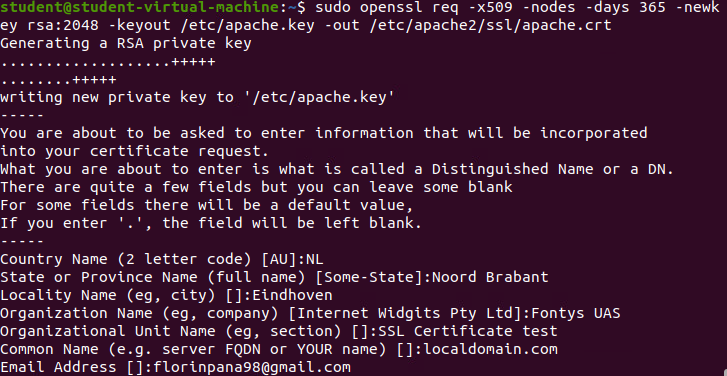 student@student-virtual-machine:~$ sudo openssl req -x509 -nodes -days 365 -newk
ey rsa:2048 -keyout /etc/apache.key -out /etc/apache2/ssl/apache.crt
Generating a RSA private key
...................+++++
........+++++
writing new private key to '/etc/apache.key'
-----
You are about to be asked to enter information that will be incorporated
into your certificate request.
What you are about to enter is what is called a Distinguished Name or a DN.
There are quite a few fields but you can leave some blank
For some fields there will be a default value,
If you enter '.', the field will be left blank.
-----
Country Name (2 letter code) [AU]:NL
State or Province Name (full name) [Some-State]:Noord Brabant
Locality Name (eg, city) []:Eindhoven
Organization Name (eg, company) [Internet Widgits Pty Ltd]:Fontys UAS
Organizational Unit Name (eg, section) []:SSL Certificate test
Common Name (e.g. server FQDN or YOUR name) []:localdomain.com
Email Address []:florinpana98@gmail.com